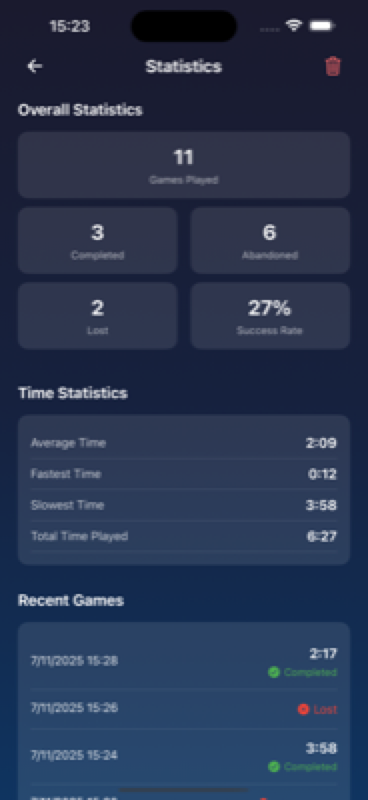 15:23
Statistics
Overall Statistics
11
Games Played
3
Completed
6
Abandoned
2
Lost
27%
Success Rate
Time Statistics
Average Time 2:09
Fastest Time 0:12
Slowest Time 3:58
Total Time Played 6:27
Recent Games
7/11/2025 15:28 2:17
Completed
7/11/2025 15:26 Lost
7/11/2025 15:24 3:58
Completed